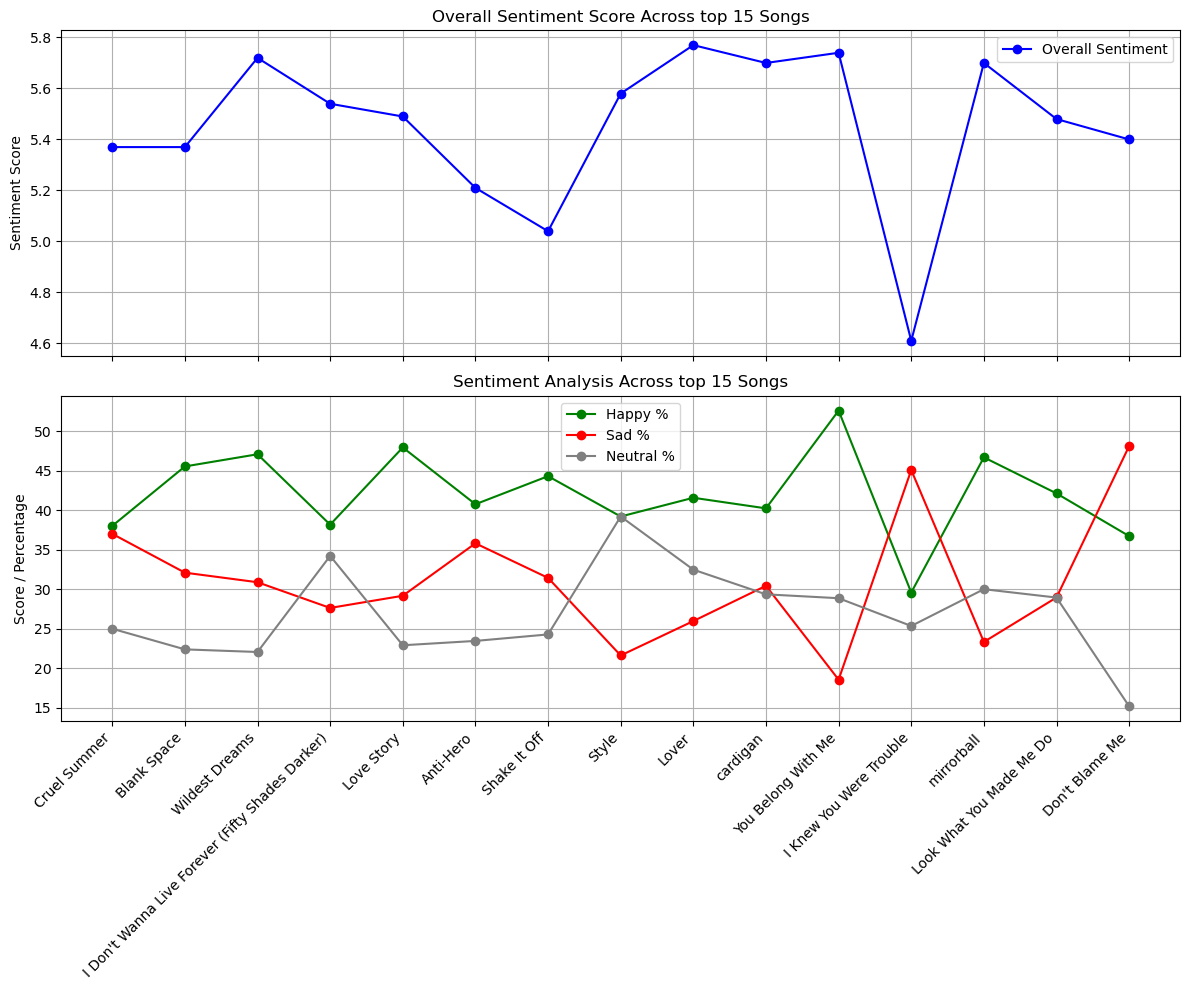 Overall Sentiment Score Across top 15 Songs
5.8
5.6
5.4
5.2
5.0
4.8
4.6
Sentiment Score
Overall Sentiment
Sentiment Analysis Across top 15 Songs
50
45
40
35
30
25
20
15
Score / Percentage
Happy %
Sad %
Neutral %
Cruel Summer
Blank Space
Wildest Dreams
I Don't Wanna Live Forever (Fifty Shades Darker)
Love Story
Anti-Hero
Shake It Off
Style
Lover
cardigan
You Belong With Me
I Knew You Were Trouble
mirrorball
Look What You Made Me Do
Don't Blame Me